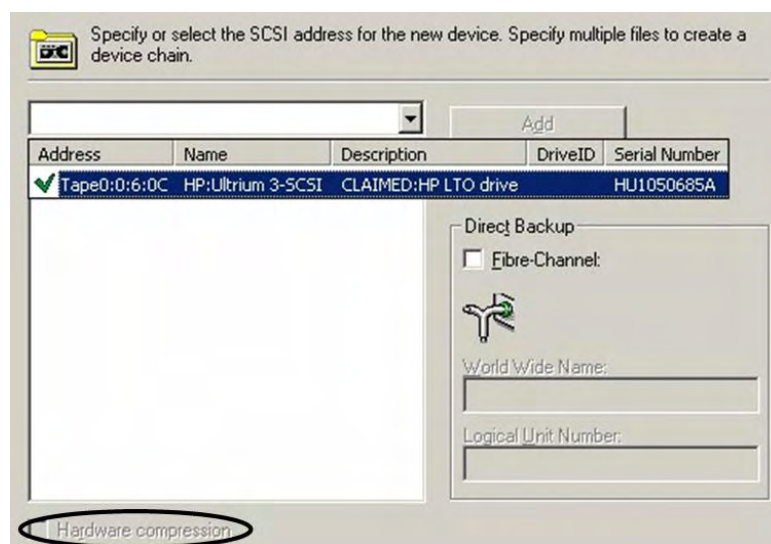 Specify or select the SCSI address for the new device. Specify multiple files to create a
device chain.
Add
Address Name Description DriveID Serial Number
Tape0:0:6:0C HP:Ultrium 3-SCSI CLAIMED:HP LTO drive HU1050685A
Direct Backup
Fibre-Channel:
World Wide Name:
Logical Unit Number:
Hardware compression